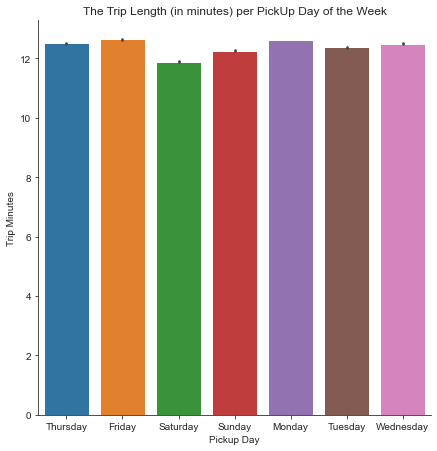 The Trip Length (in minutes) per PickUp Day of the Week
Trip Minutes
12
10
8
6
4
2
0
Thursday Friday Saturday Sunday Monday Tuesday Wednesday
Pickup Day